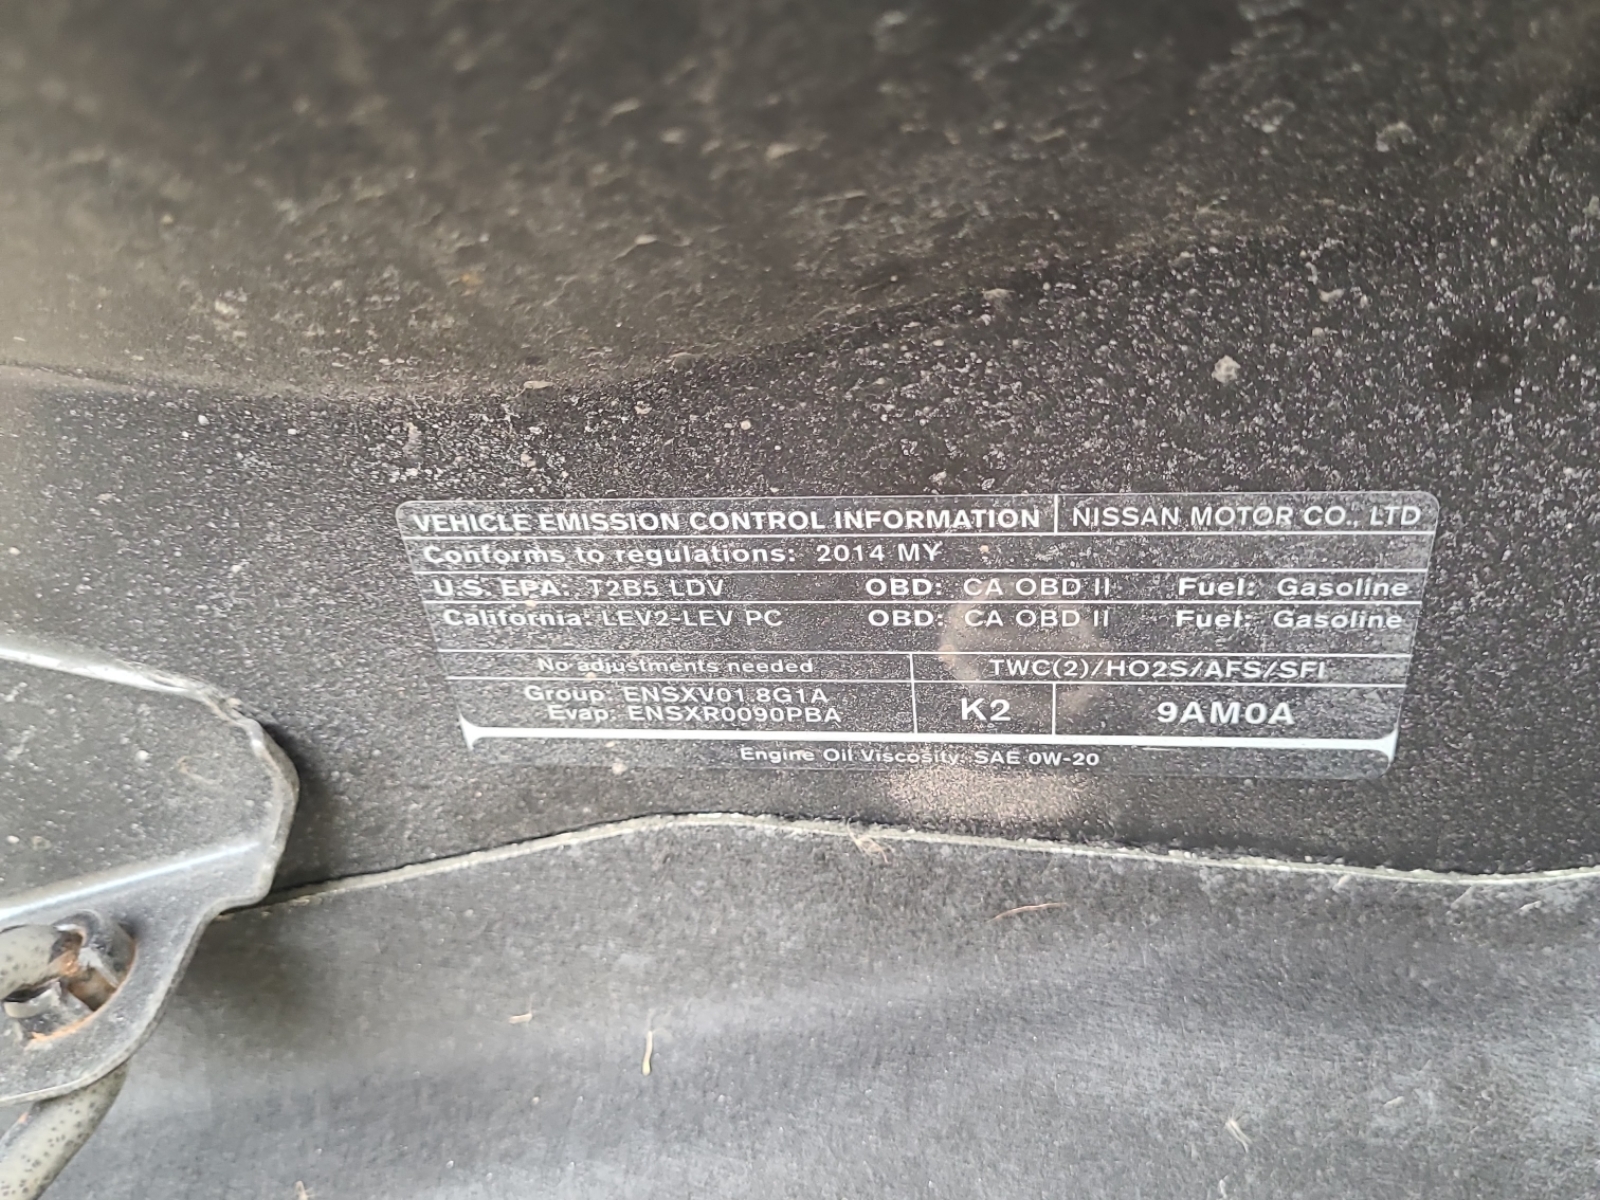 VEHICLE EMISSION CONTROL INFORMATION NISSAN MOTOR CO., LTD
Conforms to regulations: 2014 MY
U.S. EPA: T2B5 LDV OBD: CA OBD II Fuel: Gasoline
California: LEV2-LEV PC OBD: CA OBD II Fuel: Gasoline
No adjustments needed TWC(2)/HO2S/AFS/SFI
Group: ENSXV01.8G1A
Evap: ENSXR0090PBA
K2 9AM0A
Engine Oil Viscosity: SAE 0W-20